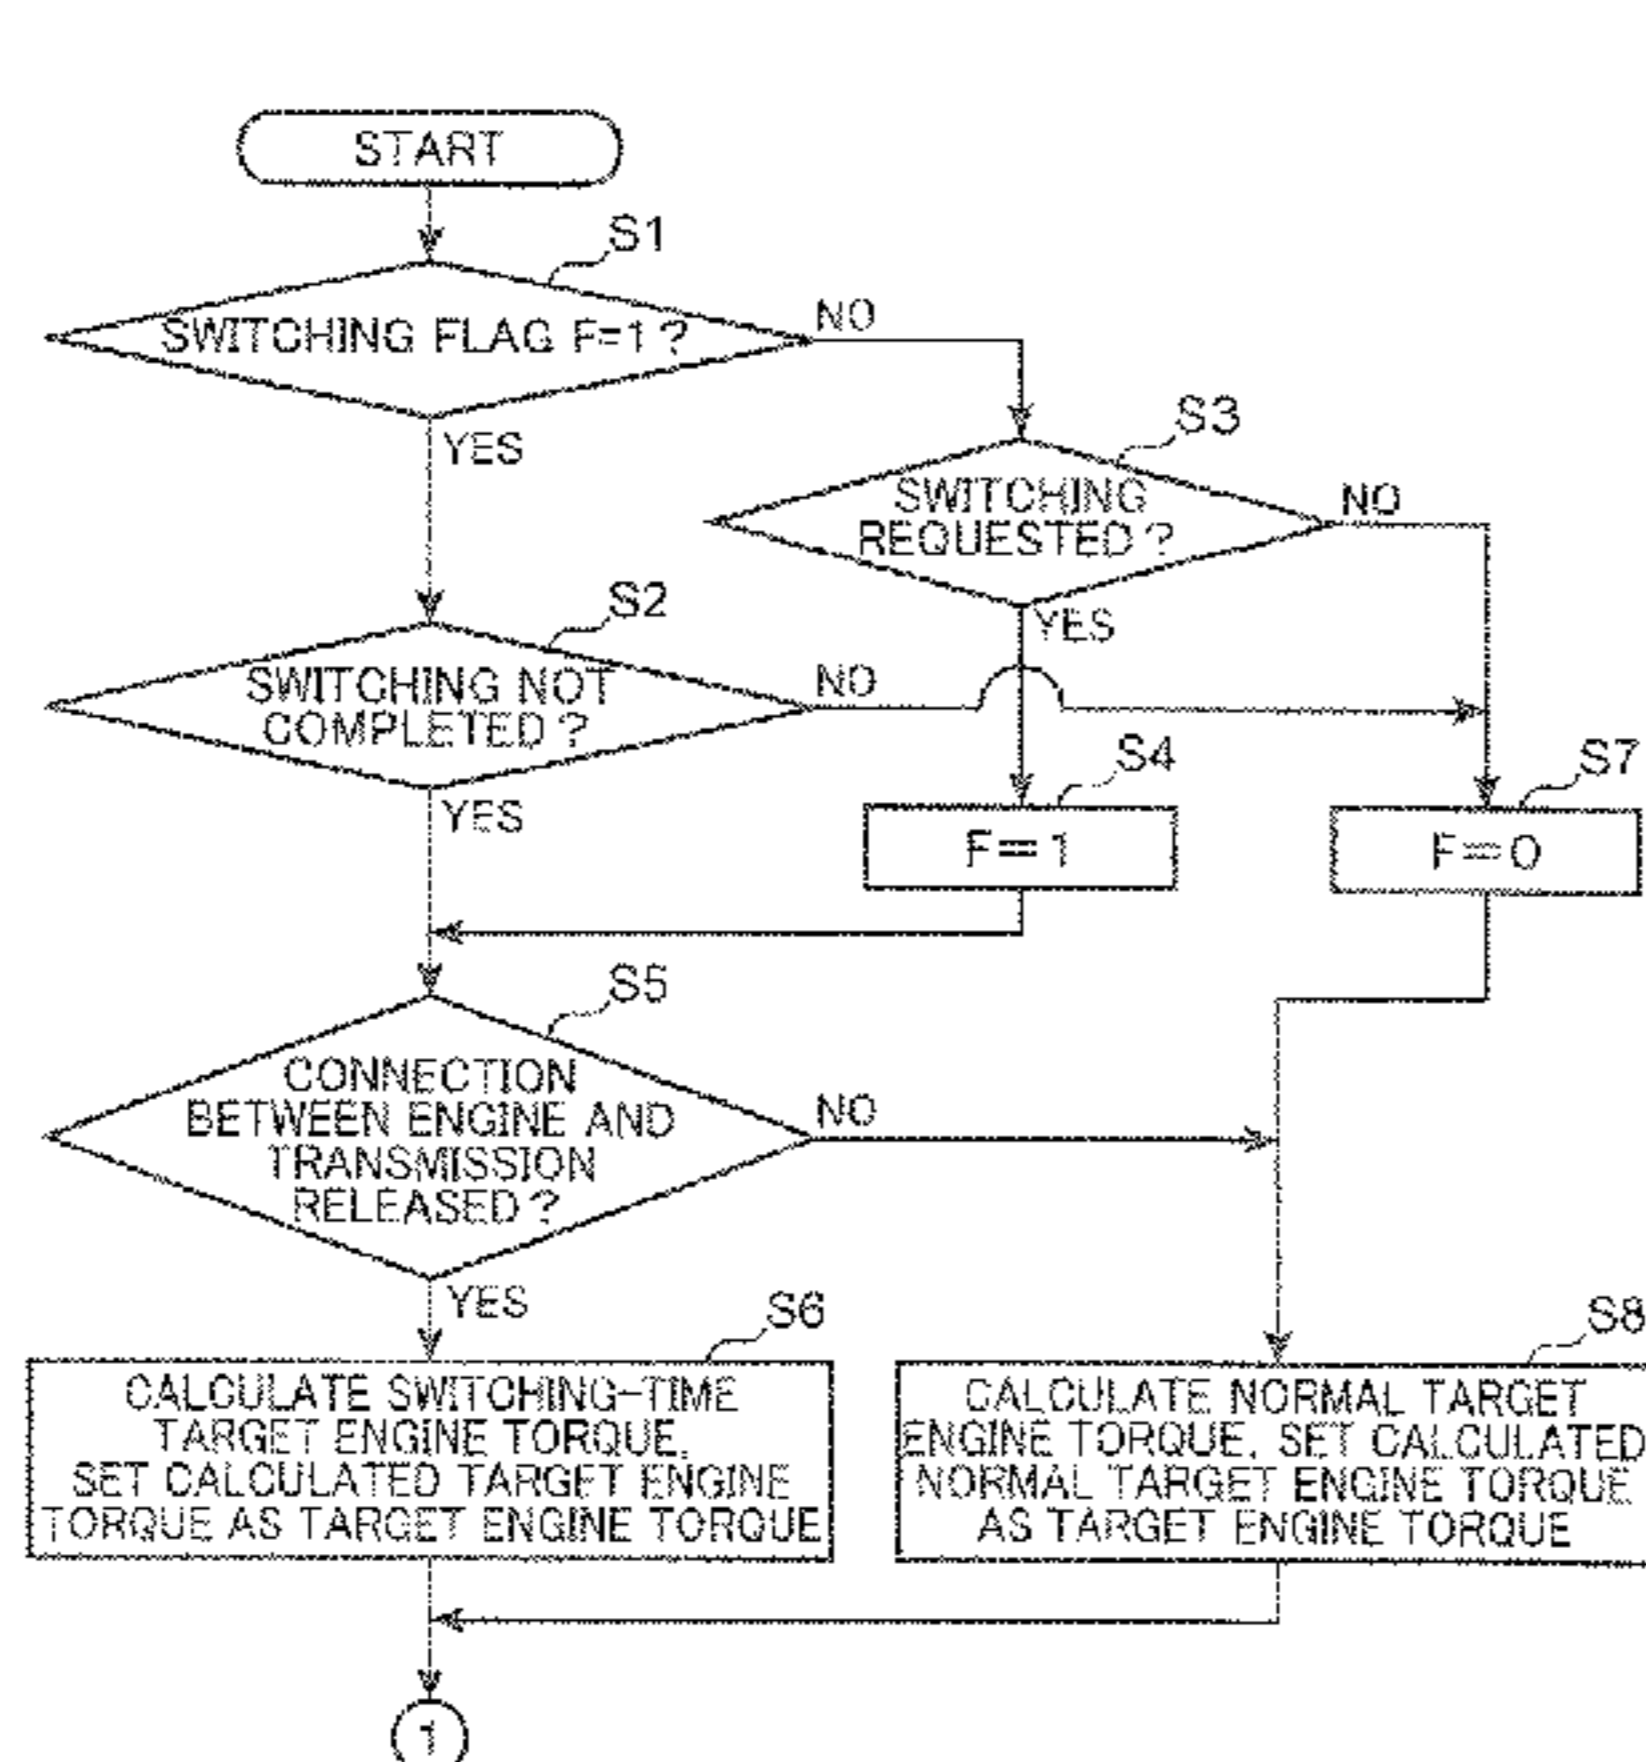 START
S1
SWITCHING FLAG F=1?
NO
YES
S3
SWITCHING
REQUESTED?
NO
YES
S2
SWITCHING NOT
COMPLETED?
NO
YES
S4
F=1
S7
F=0
S5
CONNECTION
BETWEEN ENGINE AND
TRANSMISSION
RELEASED?
NO
YES
S6
CALCULATE SWITCHING-TIME
TARGET ENGINE TORQUE,
SET CALCULATED TARGET ENGINE
TORQUE AS TARGET ENGINE TORQUE
S8
CALCULATE NORMAL TARGET
ENGINE TORQUE, SET CALCULATED
NORMAL TARGET ENGINE TORQUE
AS TARGET ENGINE TORQUE
1